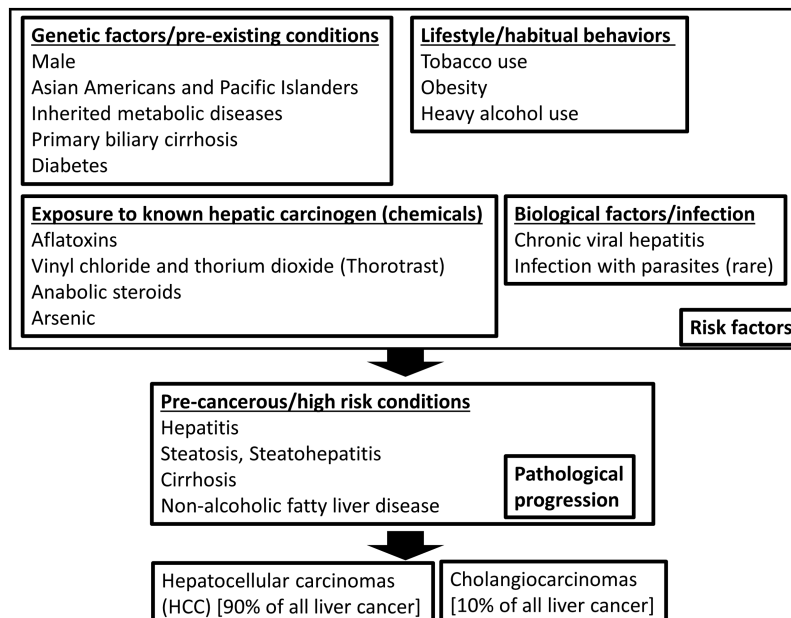 Genetic factors/pre-existing conditions
Male
Asian Americans and Pacific Islanders
Inherited metabolic diseases
Primary biliary cirrhosis
Diabetes
Lifestyle/habitual behaviors
Tobacco use
Obesity
Heavy alcohol use
Exposure to known hepatic carcinogen (chemicals)
Aflatoxins
Vinyl chloride and thorium dioxide (Thorotrast)
Anabolic steroids
Arsenic
Biological factors/infection
Chronic viral hepatitis
Infection with parasites (rare)
Risk factors
Pre-cancerous/high risk conditions
Hepatitis
Steatosis, Steatohepatitis
Cirrhosis
Non-alcoholic fatty liver disease
Pathological
progression
Hepatocellular carcinomas
(HCC) [90% of all liver cancer]
Cholangiocarcinomas
[10% of all liver cancer]